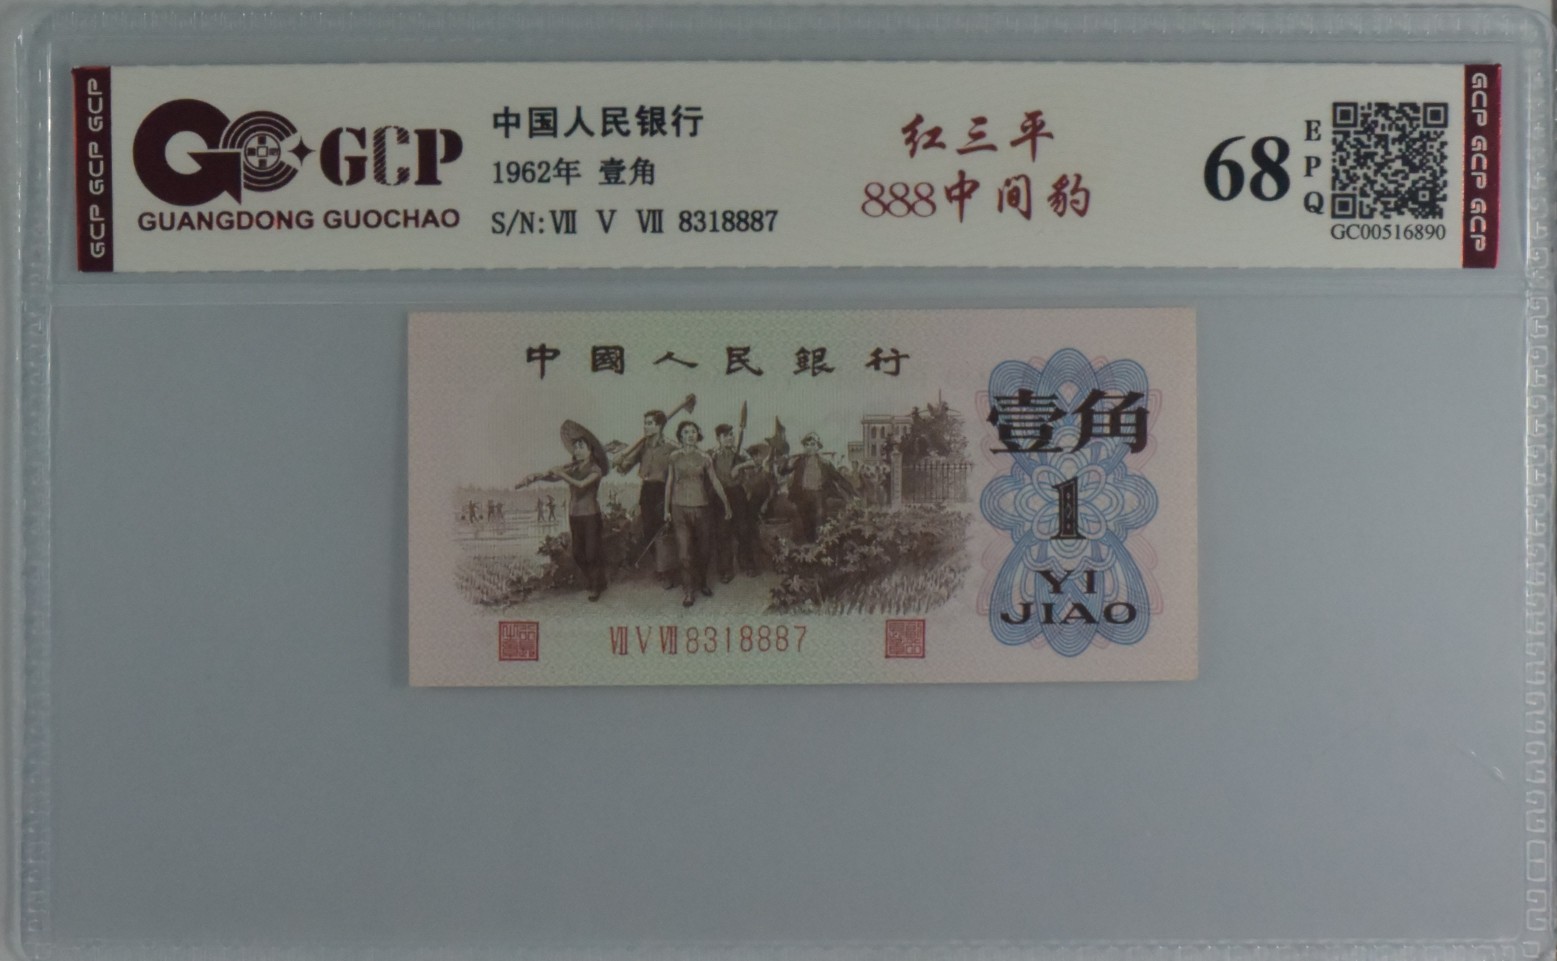 GCP GCP GCP
GCP
GUANGDONG GUOCHAO
中国人民银行
1962年 壹角
S/N: Ⅶ Ⅴ Ⅶ 8318887
红三平
888中间豹
68
EPQ
GC00516890
GCP GCP GCP
中國人民銀行
壹角
1
YI
JIAO
Ⅶ Ⅴ Ⅶ 8318887